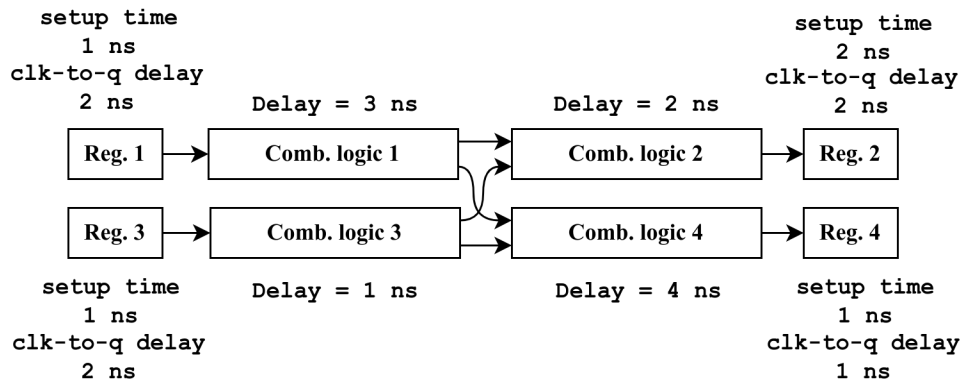 setup time
1 ns
clk-to-q delay
2 ns
setup time
2 ns
clk-to-q delay
2 ns
Delay = 3 ns
Delay = 2 ns
Reg. 1
Comb. logic 1
Comb. logic 2
Reg. 2
Reg. 3
Comb. logic 3
Comb. logic 4
Reg. 4
setup time
1 ns
clk-to-q delay
2 ns
Delay = 1 ns
Delay = 4 ns
setup time
1 ns
clk-to-q delay
1 ns